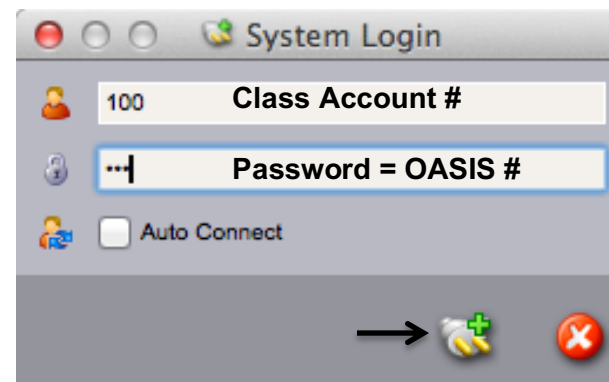 System Login
100 Class Account #
••• Password = OASIS #
Auto Connect